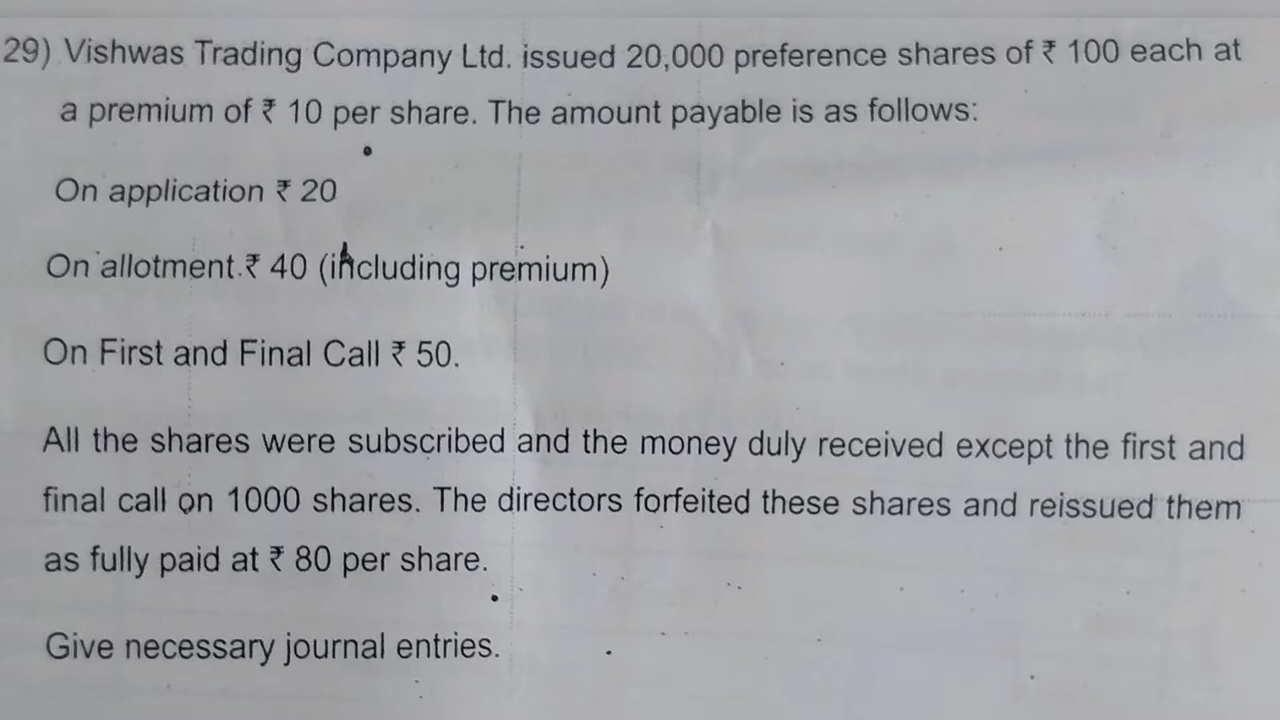 29) Vishwas Trading Company Ltd. issued 20,000 preference shares of ₹ 100 each at
a premium of ₹ 10 per share. The amount payable is as follows:
On application ₹ 20
On allotment ₹ 40 (including premium)
On First and Final Call ₹ 50.
All the shares were subscribed and the money duly received except the first and
final call on 1000 shares. The directors forfeited these shares and reissued them
as fully paid at ₹ 80 per share.
Give necessary journal entries.